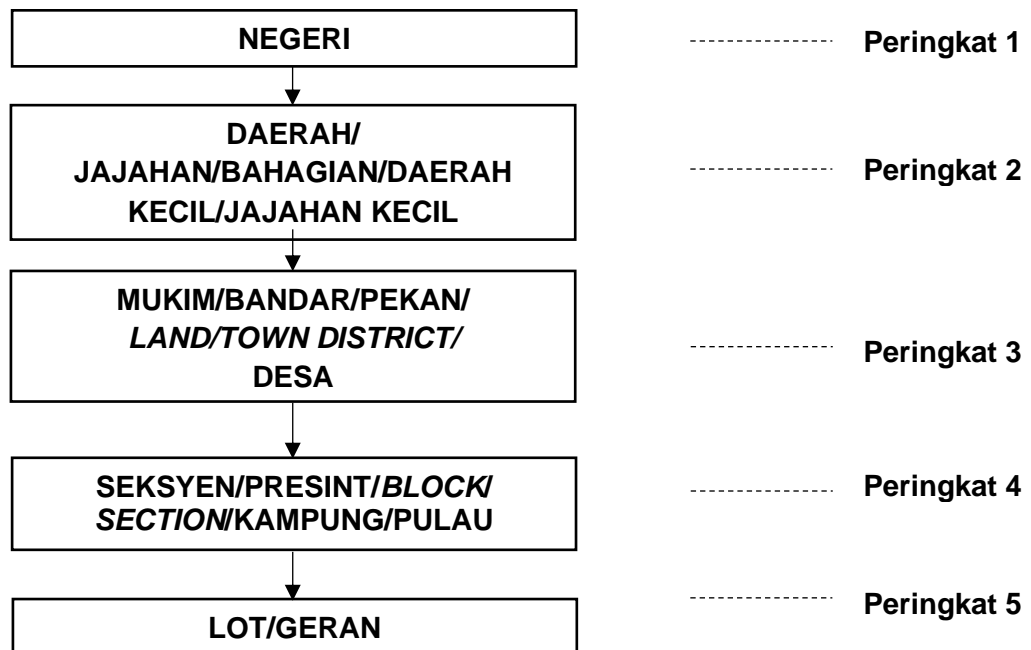 NEGERI
Peringkat 1
DAERAH/
JAJAHAN/BAHAGIAN/DAERAH
KECIL/JAJAHAN KECIL
Peringkat 2
MUKIM/BANDAR/PEKAN/
LAND/TOWN DISTRICT/
DESA
Peringkat 3
SEKSYEN/PRESINT/BLOCK/
SECTION/KAMPUNG/PULAU
Peringkat 4
LOT/GERAN
Peringkat 5